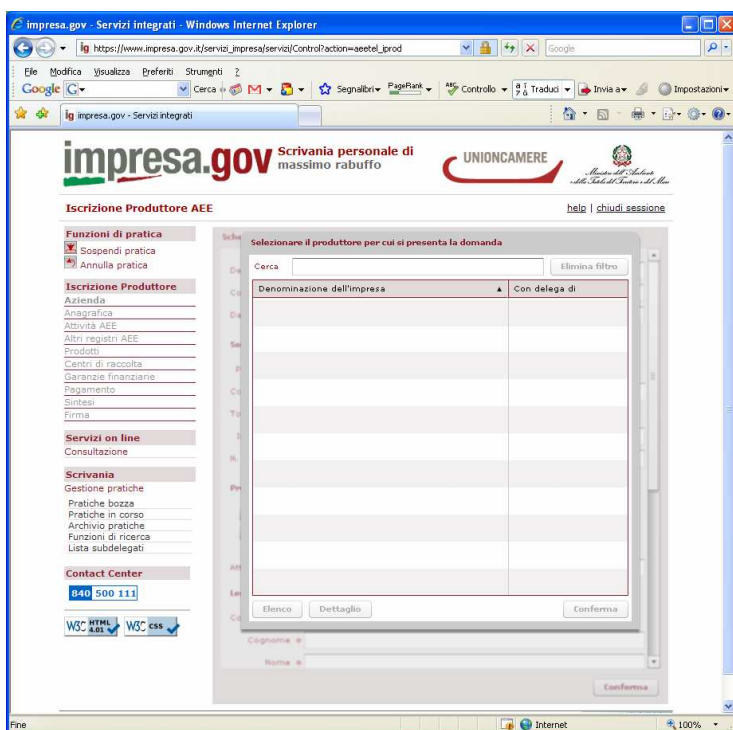 impresa.gov - Servizi integrati - Windows Internet Explorer
https://www.impresa.gov.it/servizi_impresa/servizi/Control?action=aeetel_iprod
Google
File Modifica Visualizza Preferiti Strumenti ?
Google G Cerca Segnalibri PageRank Controllo Traduci Invia a Impostazioni
impresa.gov - Servizi integrati
impresa.gov
Scrivania personale di
massimo rabuffo
UNIONCAMERE
Iscrizione Produttore AEE
help | chiudi sessione
Funzioni di pratica
Sospendi pratica
Annulla pratica
Iscrizione Produttore
Azienda
Anagrafica
Attività AEE
Altri registri AEE
Prodotti
Centri di raccolta
Garanzie finanziarie
Pagamento
Sintesi
Firma
Servizi on line
Consultazione
Scrivania
Gestione pratiche
Pratiche bozza
Pratiche in corso
Archivio pratiche
Funzioni di ricerca
Lista subdelegati
Contact Center
840 500 111
W3C HTML 4.01 W3C css
Selezionare il produttore per cui si presenta la domanda
Cerca Elimina filtro
Denominazione dell'impresa Con delega di
Elenco Dettaglio Conferma
Cognome
Nome
Conferma
Fine Internet 100%